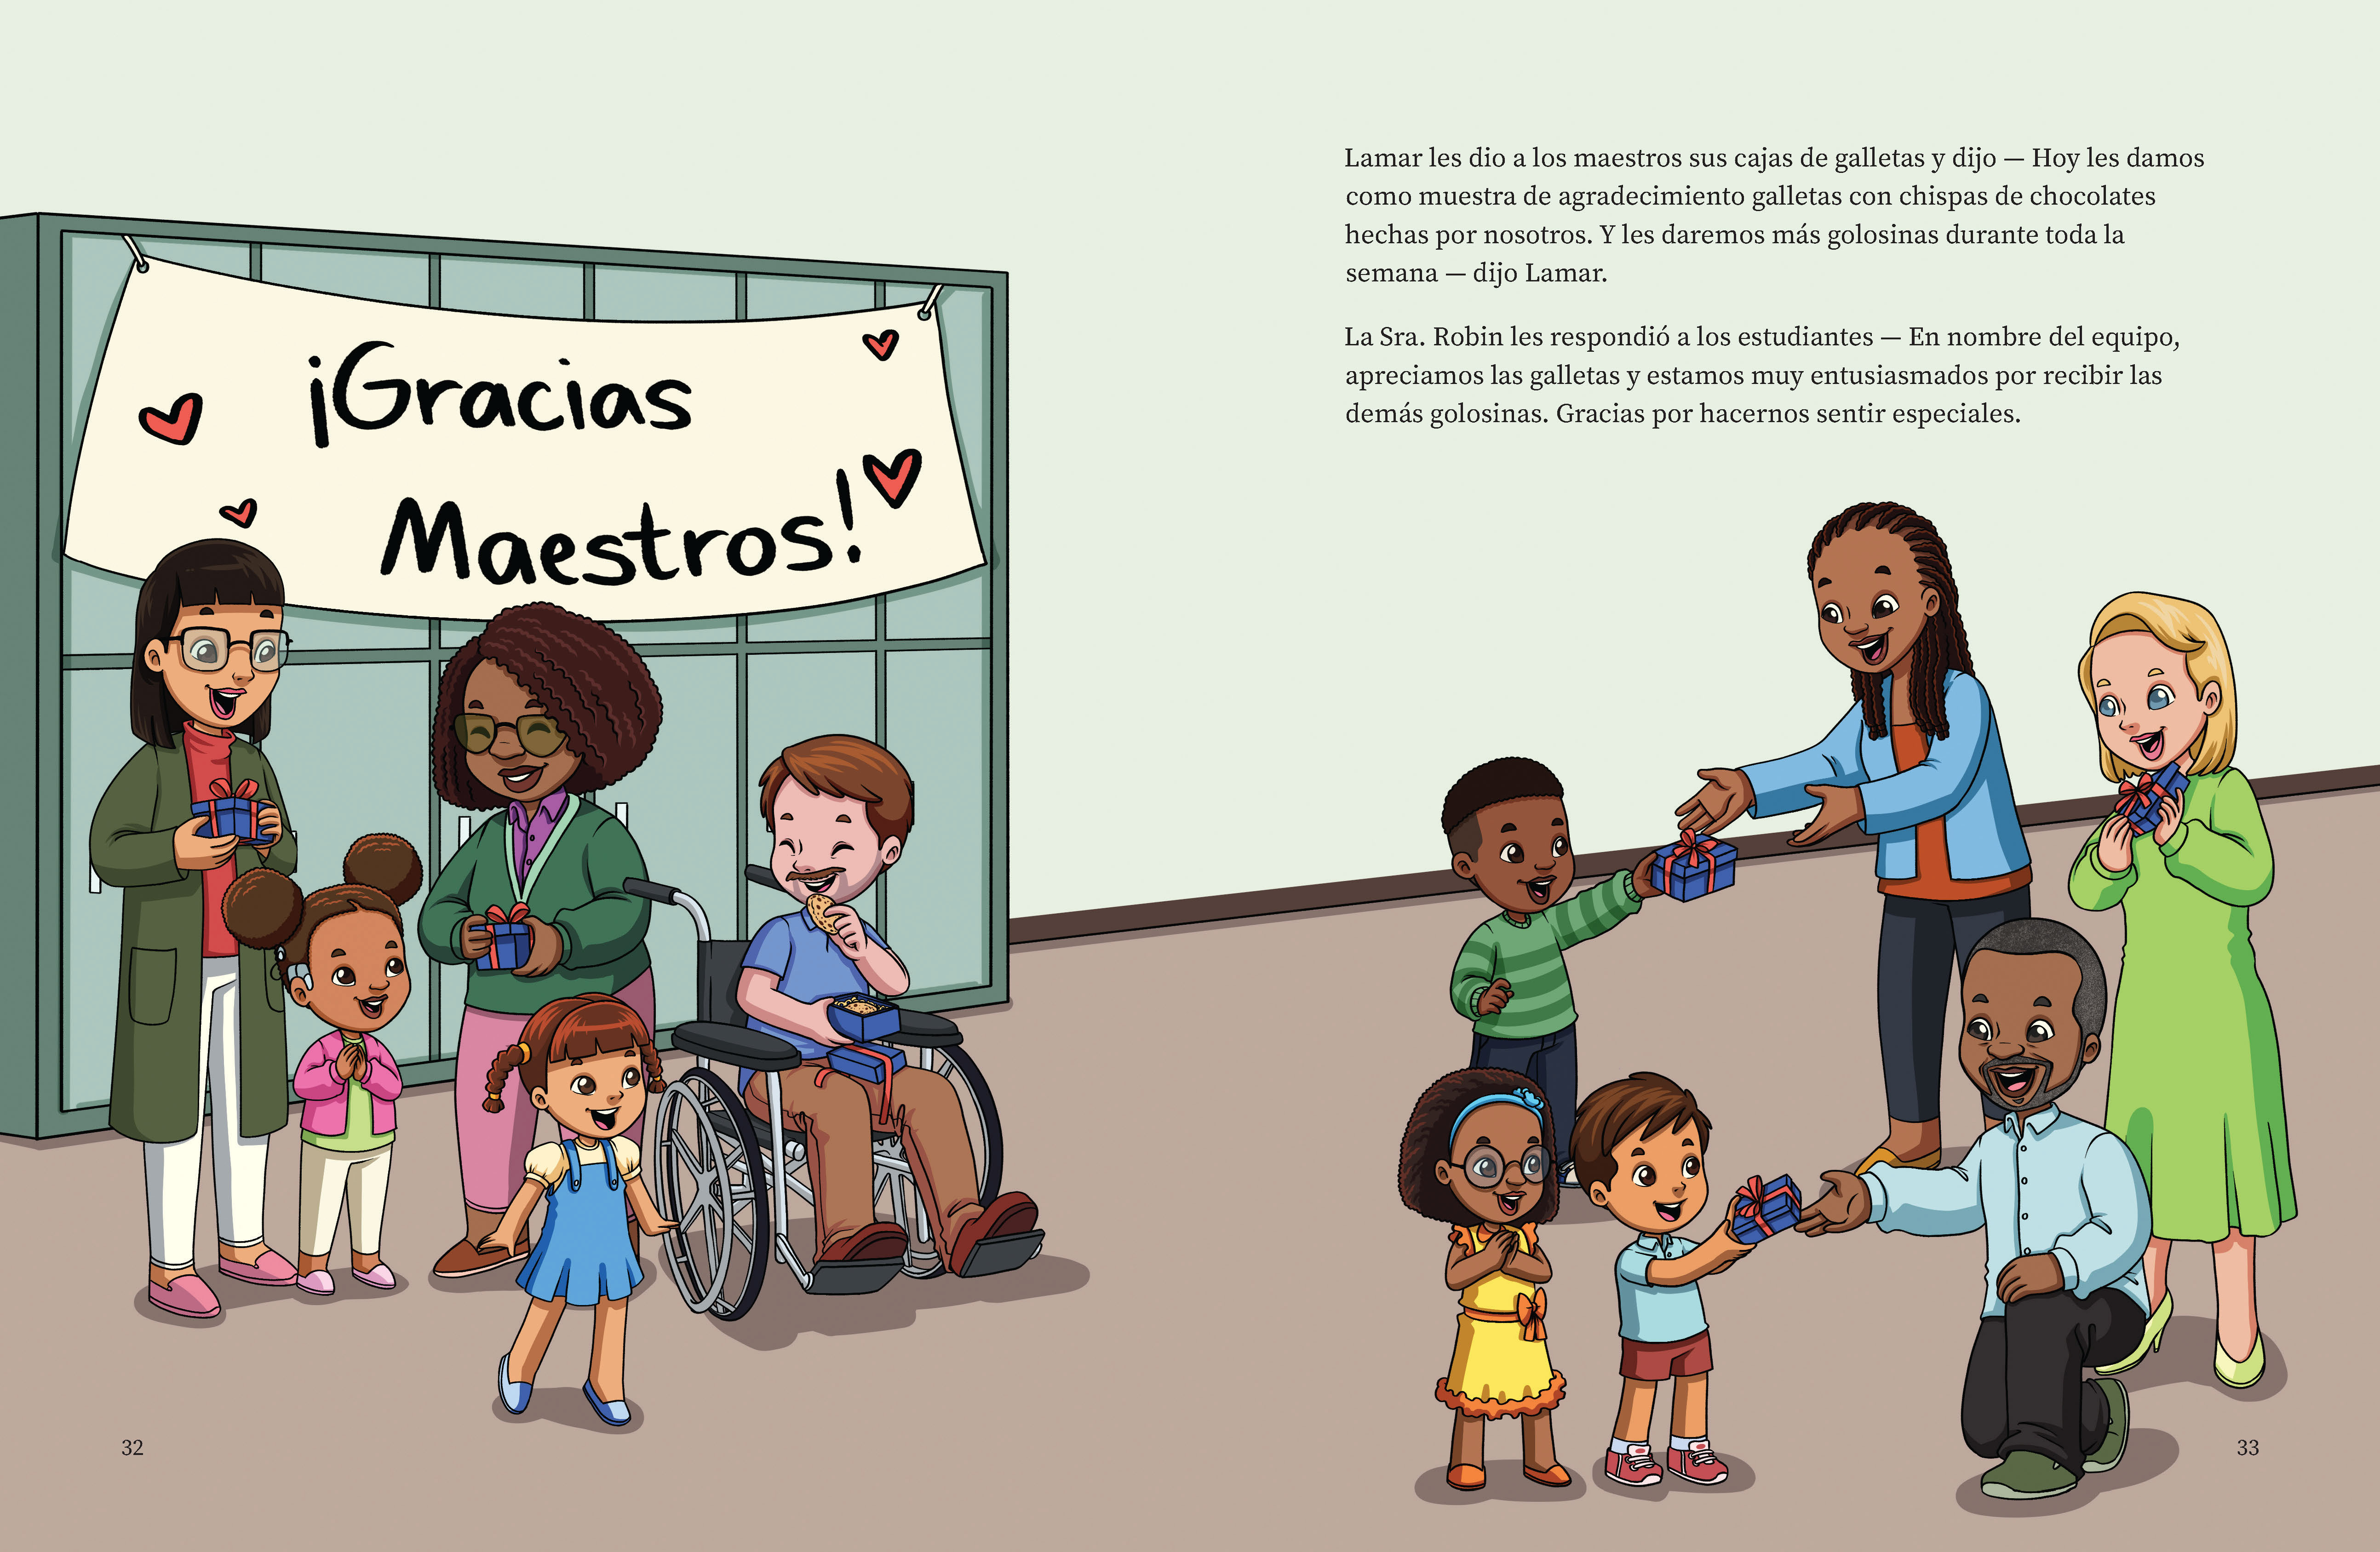 ¡Gracias
Maestros!
32
Lamar les dio a los maestros sus cajas de galletas y dijo — Hoy les damos
como muestra de agradecimiento galletas con chispas de chocolates
hechas por nosotros. Y les daremos más golosinas durante toda la
semana — dijo Lamar.
La Sra. Robin les respondió a los estudiantes — En nombre del equipo,
apreciamos las galletas y estamos muy entusiasmados por recibir las
demás golosinas. Gracias por hacernos sentir especiales.
33